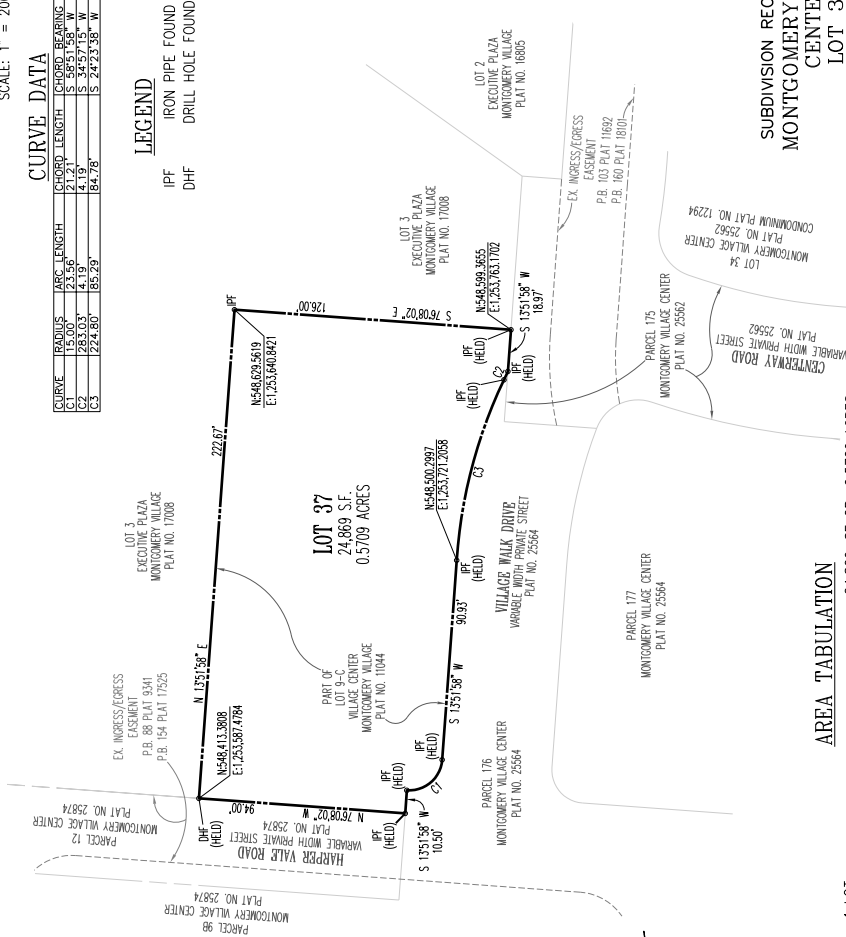 SCALE: 1" = 20
CURVE DATA
CURVE RADIUS ARC LENGTH CHORD LENGTH CHORD BEARING
C1 15.00' 23.56' 21.21' S 58°51'58" W
C2 283.03' 4.19' 4.19' S 34°57'15" W
C3 224.80' 85.29' 84.78' S 24°23'38" W
LEGEND
IPF IRON PIPE FOUND
DHF DRILL HOLE FOUND
SUBDIVISION REC
MONTGOMERY
CENTE
LOT 3
LOT 2
EXECUTIVE PLAZA
MONTGOMERY VILLAGE
PLAT NO. 16805
EX. INGRESS/EGRESS
EASEMENT
P.B. 103 PLAT 11692
P.B. 160 PLAT 18101
LOT 3
EXECUTIVE PLAZA
MONTGOMERY VILLAGE
PLAT NO. 17008
LOT 34
MONTGOMERY VILLAGE CENTER
PLAT NO. 25562
CONDOMINIUM PLAT NO. 12294
CENTERWAY ROAD
VARIABLE WIDTH PRIVATE STREET
PLAT NO. 25562
PARCEL 175
MONTGOMERY VILLAGE CENTER
PLAT NO. 25562
IPF
126.00'
S 76°08'02" E
N:548,629.5619
E:1,253,640.8421
N:548,599.3655
E:1,253,763.1702
S 13°51'58" W
18.97'
IPF
(HELD)
IPF
(HELD)
C2
IPF
(HELD)
C3
N:548,500.2997
E:1,253,721.2058
IPF
(HELD)
222.67'
N 13°51'58" E
LOT 3
EXECUTIVE PLAZA
MONTGOMERY VILLAGE
PLAT NO. 17008
LOT 37
24,869 S.F.
0.5709 ACRES
VILLAGE WALK DRIVE
VARIABLE WIDTH PRIVATE STREET
PLAT NO. 25564
90.93'
S 13°51'58" W
PART OF
LOT 9-C
VILLAGE CENTER
MONTGOMERY VILLAGE
PLAT NO. 11044
PARCEL 177
MONTGOMERY VILLAGE CENTER
PLAT NO. 25564
AREA TABULATION
EX. INGRESS/EGRESS
EASEMENT
P.B. 88 PLAT 9341
P.B. 154 PLAT 17525
N:548,413.3808
E:1,253,587.4784
DHF
(HELD)
94.00'
N 76°08'02" W
IPF
(HELD)
IPF
(HELD)
C1
IPF
(HELD)
S 13°51'58" W
10.50'
PARCEL 176
MONTGOMERY VILLAGE CENTER
PLAT NO. 25564
PARCEL 12
MONTGOMERY VILLAGE CENTER
PLAT NO. 25874
HARPER VALE ROAD
VARIABLE WIDTH PRIVATE STREET
PLAT NO. 25874
PARCEL 9B
MONTGOMERY VILLAGE CENTER
PLAT NO. 25874